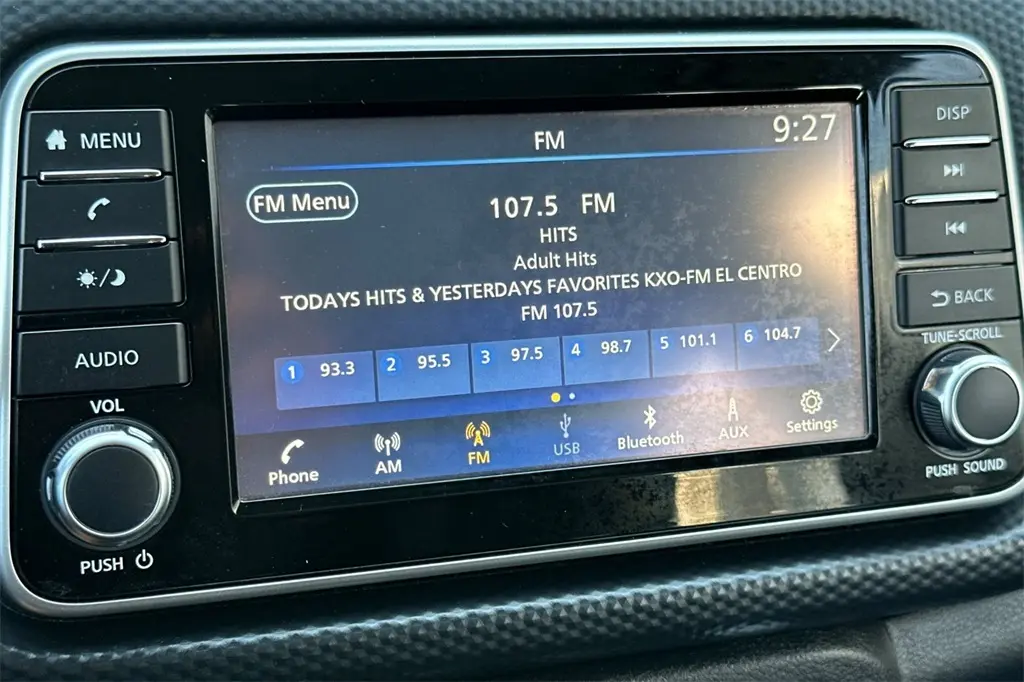 MENU
AUDIO
VOL
PUSH
FM
9:27
FM Menu
107.5 FM
HITS
Adult Hits
TODAYS HITS & YESTERDAYS FAVORITES KXO-FM EL CENTRO
FM 107.5
1 93.3 2 95.5 3 97.5 4 98.7 5 101.1 6 104.7
Phone AM FM USB Bluetooth AUX Settings
DISP
BACK
TUNE·SCROLL
PUSH SOUND